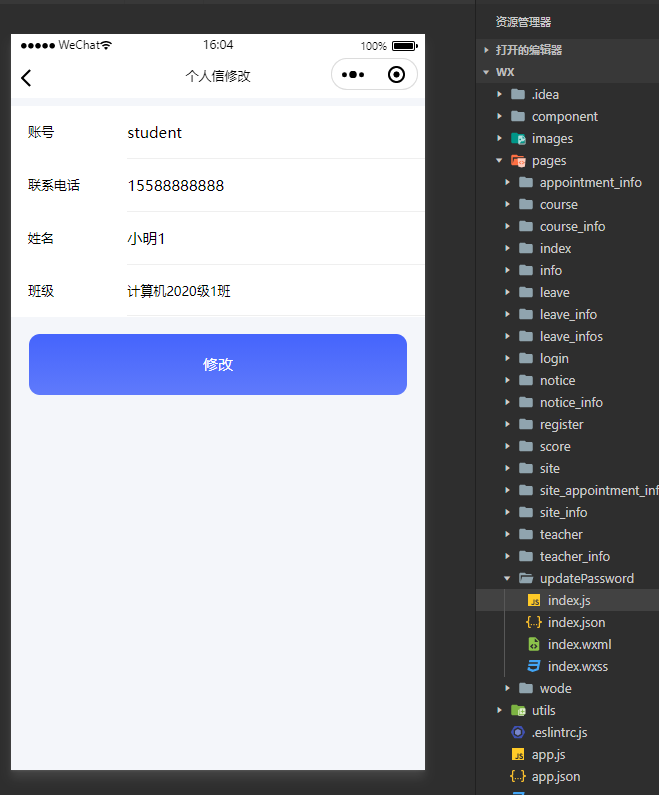 WeChat 16:04 100%
个人信修改
账号 student
联系电话 15588888888
姓名 小明1
班级 计算机2020级1班
修改
资源管理器
打开的编辑器
WX
.idea
component
images
pages
appointment_info
course
course_info
index
info
leave
leave_info
leave_infos
login
notice
notice_info
register
score
site
site_appointment_inf
site_info
teacher
teacher_info
updatePassword
JS index.js
{..} index.json
index.wxml
index.wxss
wode
utils
.eslintrc.js
JS app.js
{..} app.json